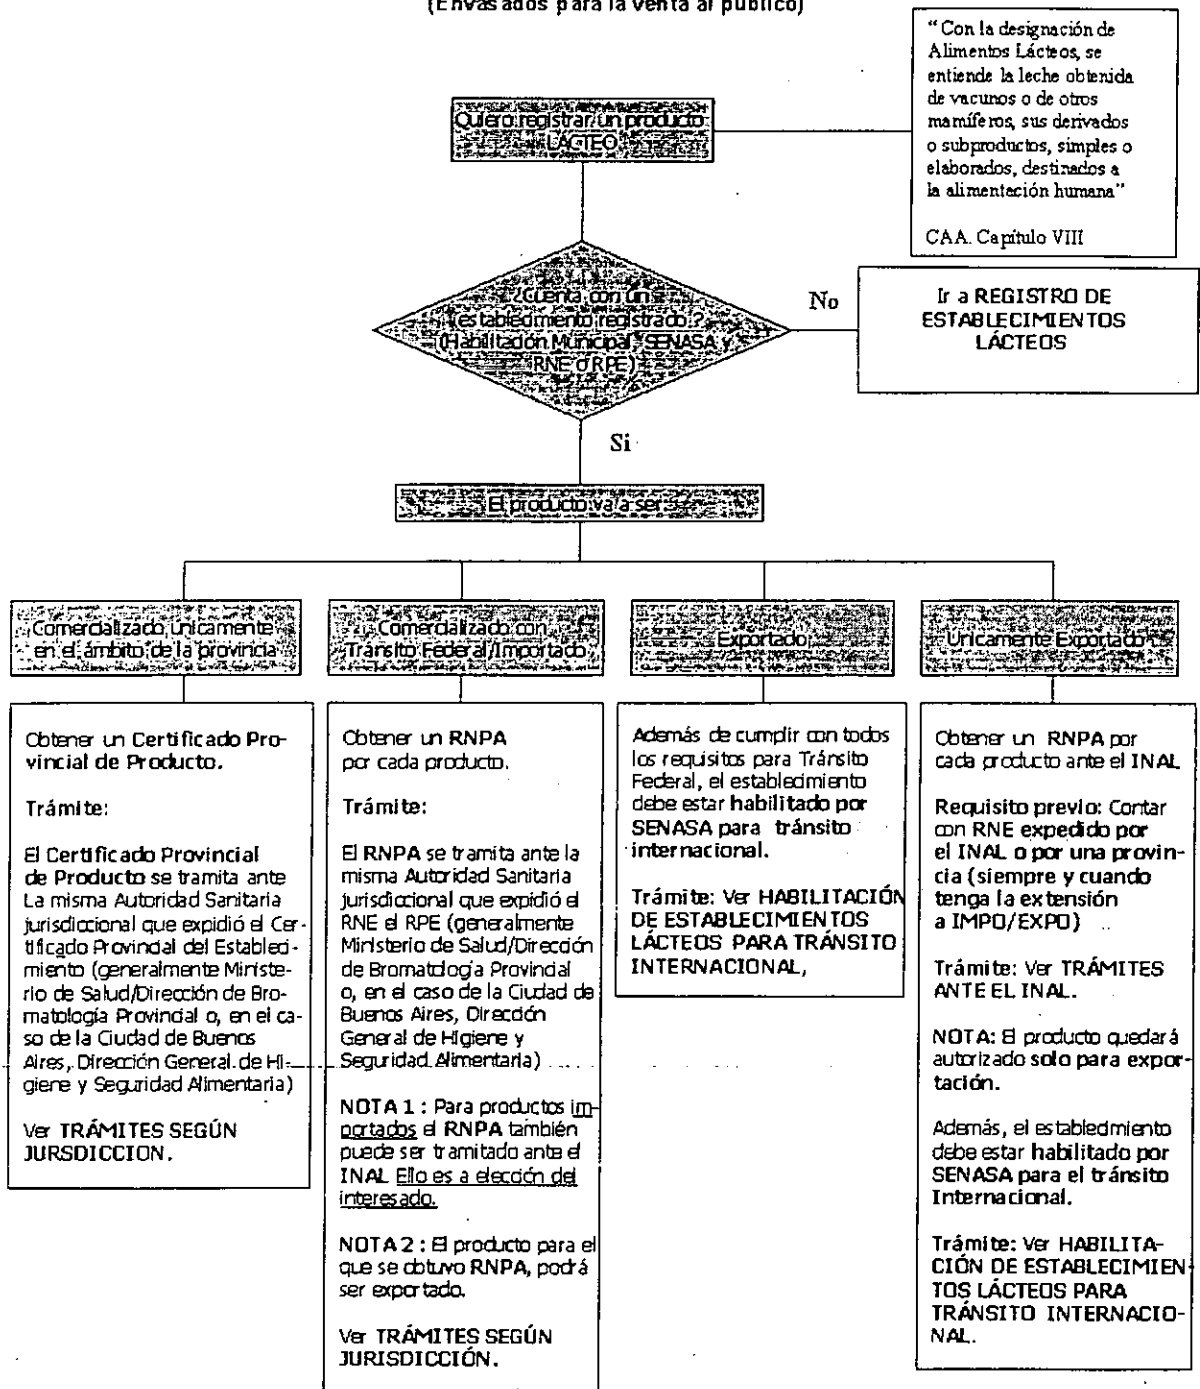 (Envasados para la venta al público)
"Con la designación de
Alimentos Lácteos, se
entiende la leche obtenida
de vacunos o de otros
mamíferos, sus derivados
o subproductos, simples o
elaborados, destinados a
la alimentación humana"
CAA. Capítulo VIII
Quiero registrar un producto
LÁCTEO
¿Cuenta con un
establecimiento registrado ?
(Habilitación Municipal, SENASA y
RNE o RPE)
No
Ir a REGISTRO DE
ESTABLECIMIENTOS
LÁCTEOS
Si
El producto va a ser
Comercializado unicamente
en el ámbito de la provincia
Obtener un Certificado Pro-
vincial de Producto.
Trámite:
El Certificado Provincial
de Producto se tramita ante
La misma Autoridad Sanitaria
jurisdiccional que expidió el Cer-
tificado Provincial del Estableci-
miento (generalmente Ministe-
rio de Salud/Dirección de Bro-
matología Provincial o, en el ca-
so de la Ciudad de Buenos
Aires, Dirección General de Hi-
giene y Seguridad Alimentaria)
Ver TRÁMITES SEGÚN
JURSDICCION.
Comercializado con
Tránsito Federal/Importado
Obtener un RNPA
por cada producto.
Trámite:
El RNPA se tramita ante la
misma Autoridad Sanitaria
jurisdiccional que expidió el
RNE el RPE (generalmente
Ministerio de Salud/Dirección
de Bromatología Provincial
o, en el caso de la Ciudad de
Buenos Aires, Dirección
General de Higiene y
Seguridad Alimentaria)
NOTA 1 : Para productos im-
portados el RNPA también
puede ser tramitado ante el
INAL Ello es a elección del
interesado.
NOTA 2 : El producto para el
que se obtuvo RNPA, podrá
ser exportado.
Ver TRÁMITES SEGÚN
JURISDICCIÓN.
Exportado
Además de cumplir con todos
los requisitos para Tránsito
Federal, el establecimiento
debe estar habilitado por
SENASA para tránsito
internacional.
Trámite: Ver HABILITACIÓN
DE ESTABLECIMIENTOS
LÁCTEOS PARA TRÁNSITO
INTERNACIONAL,
Unicamente Exportado
Obtener un RNPA por
cada producto ante el INAL
Requisito previo: Contar
con RNE expedido por
el INAL o por una provin-
cia (siempre y cuando
tenga la extensión
a IMPO/EXPO)
Trámite: Ver TRÁMITES
ANTE EL INAL.
NOTA: El producto quedará
autorizado solo para expor-
tación.
Además, el establecimiento
debe estar habilitado por
SENASA para el tránsito
Internacional.
Trámite: Ver HABILITA-
CIÓN DE ESTABLECIMIEN
TOS LÁCTEOS PARA
TRÁNSITO INTERNACIO-
NAL.